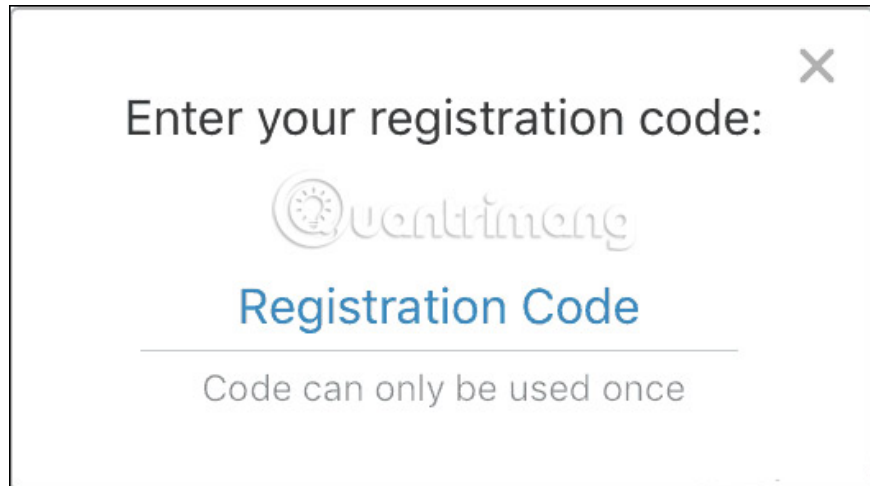 Enter your registration code:
Quantrimang
Registration Code
Code can only be used once